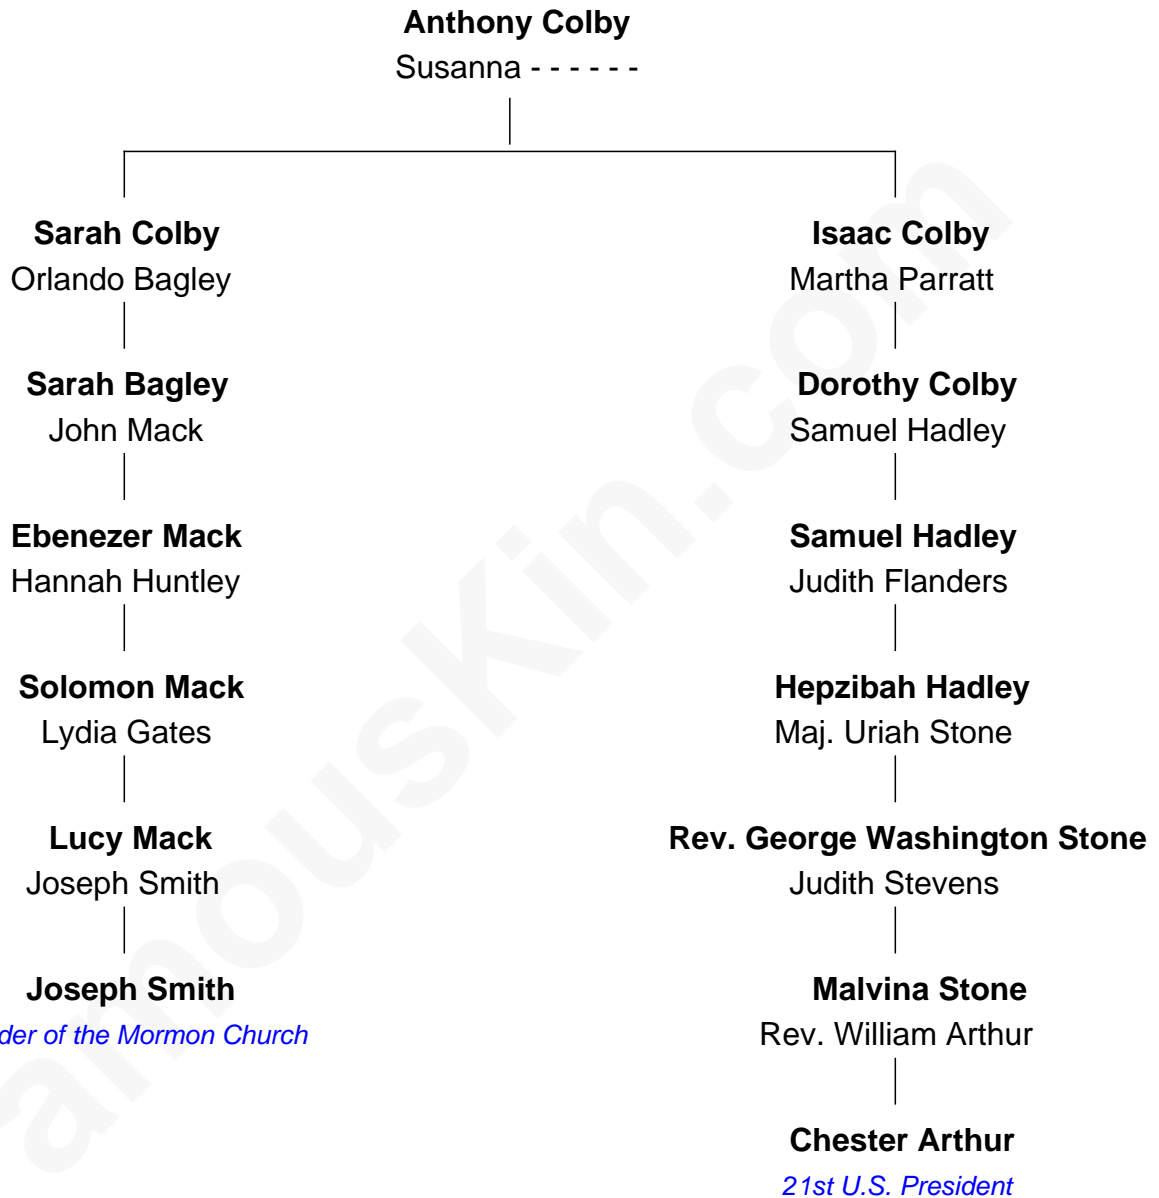 Anthony Colby
Susanna - - - - - -
Sarah Colby
Orlando Bagley
Isaac Colby
Martha Parratt
Sarah Bagley
John Mack
Dorothy Colby
Samuel Hadley
Ebenezer Mack
Hannah Huntley
Samuel Hadley
Judith Flanders
Solomon Mack
Lydia Gates
Hepzibah Hadley
Maj. Uriah Stone
Lucy Mack
Joseph Smith
Rev. George Washington Stone
Judith Stevens
Joseph Smith
der of the Mormon Church
Malvina Stone
Rev. William Arthur
Chester Arthur
21st U.S. President
amousKin.com